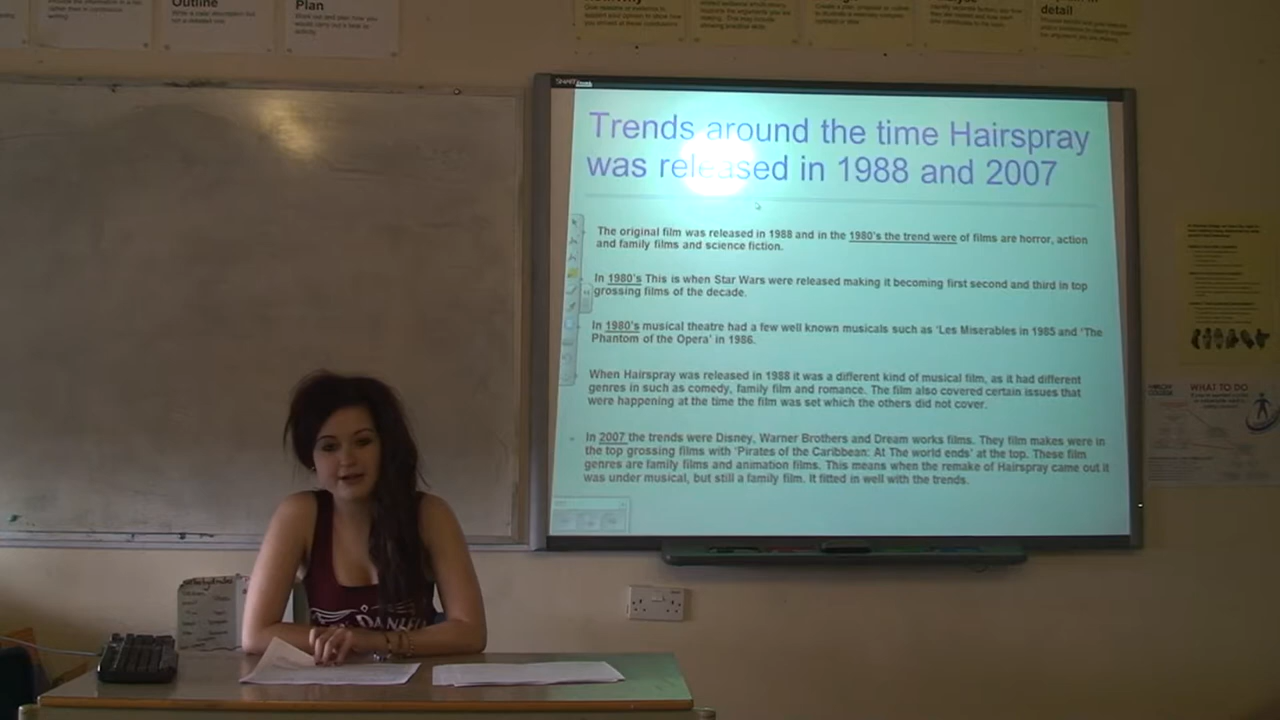 Outline
Plan
detail
SMART
Trends around the time Hairspray
was released in 1988 and 2007
The original film was released in 1988 and in the 1980's the trend were of films are horror, action
and family films and science fiction.
In 1980's This is when Star Wars were released making it becoming first second and third in top
grossing films of the decade.
In 1980's musical theatre had a few well known musicals such as 'Les Miserables in 1985 and 'The
Phantom of the Opera' in 1986.
When Hairspray was released in 1988 it was a different kind of musical film, as it had different
genres in such as comedy, family film and romance. The film also covered certain issues that
were happening at the time the film was set which the others did not cover.
In 2007 the trends were Disney, Warner Brothers and Dream works films. They film makes were in
the top grossing films with 'Pirates of the Caribbean: At The world ends' at the top. These film
genres are family films and animation films. This means when the remake of Hairspray came out it
was under musical, but still a family film. It fitted in well with the trends.
WHAT TO DO
DANIEL